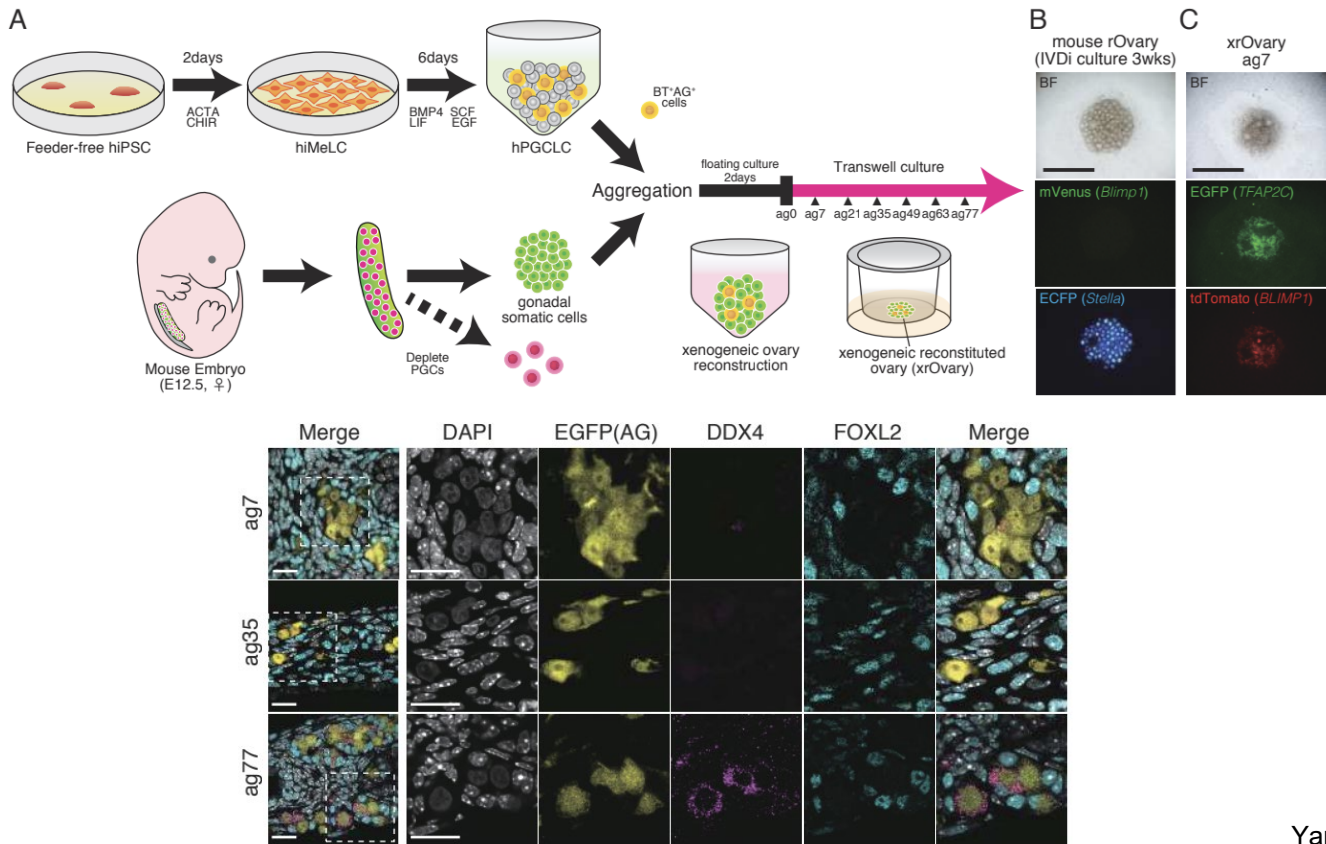 A
2days
ACTA
CHIR
Feeder-free hiPSC
hiMeLC
6days
BMP4 SCF
LIF EGF
hPGCLC
BT⁺AG⁺
cells
Mouse Embryo
(E12.5, ♀)
Deplete
PGCs
gonadal
somatic cells
Aggregation
floating culture
2days
Transwell culture
ag0 ag7 ag21 ag35 ag49 ag63 ag77
xenogeneic ovary
reconstruction
xenogeneic reconstituted
ovary (xrOvary)
B
mouse rOvary
(IVDi culture 3wks)
BF
mVenus (Blimp1)
ECFP (Stella)
C
xrOvary
ag7
BF
EGFP (TFAP2C)
tdTomato (BLIMP1)
Merge DAPI EGFP(AG) DDX4 FOXL2 Merge
ag7
ag35
ag77